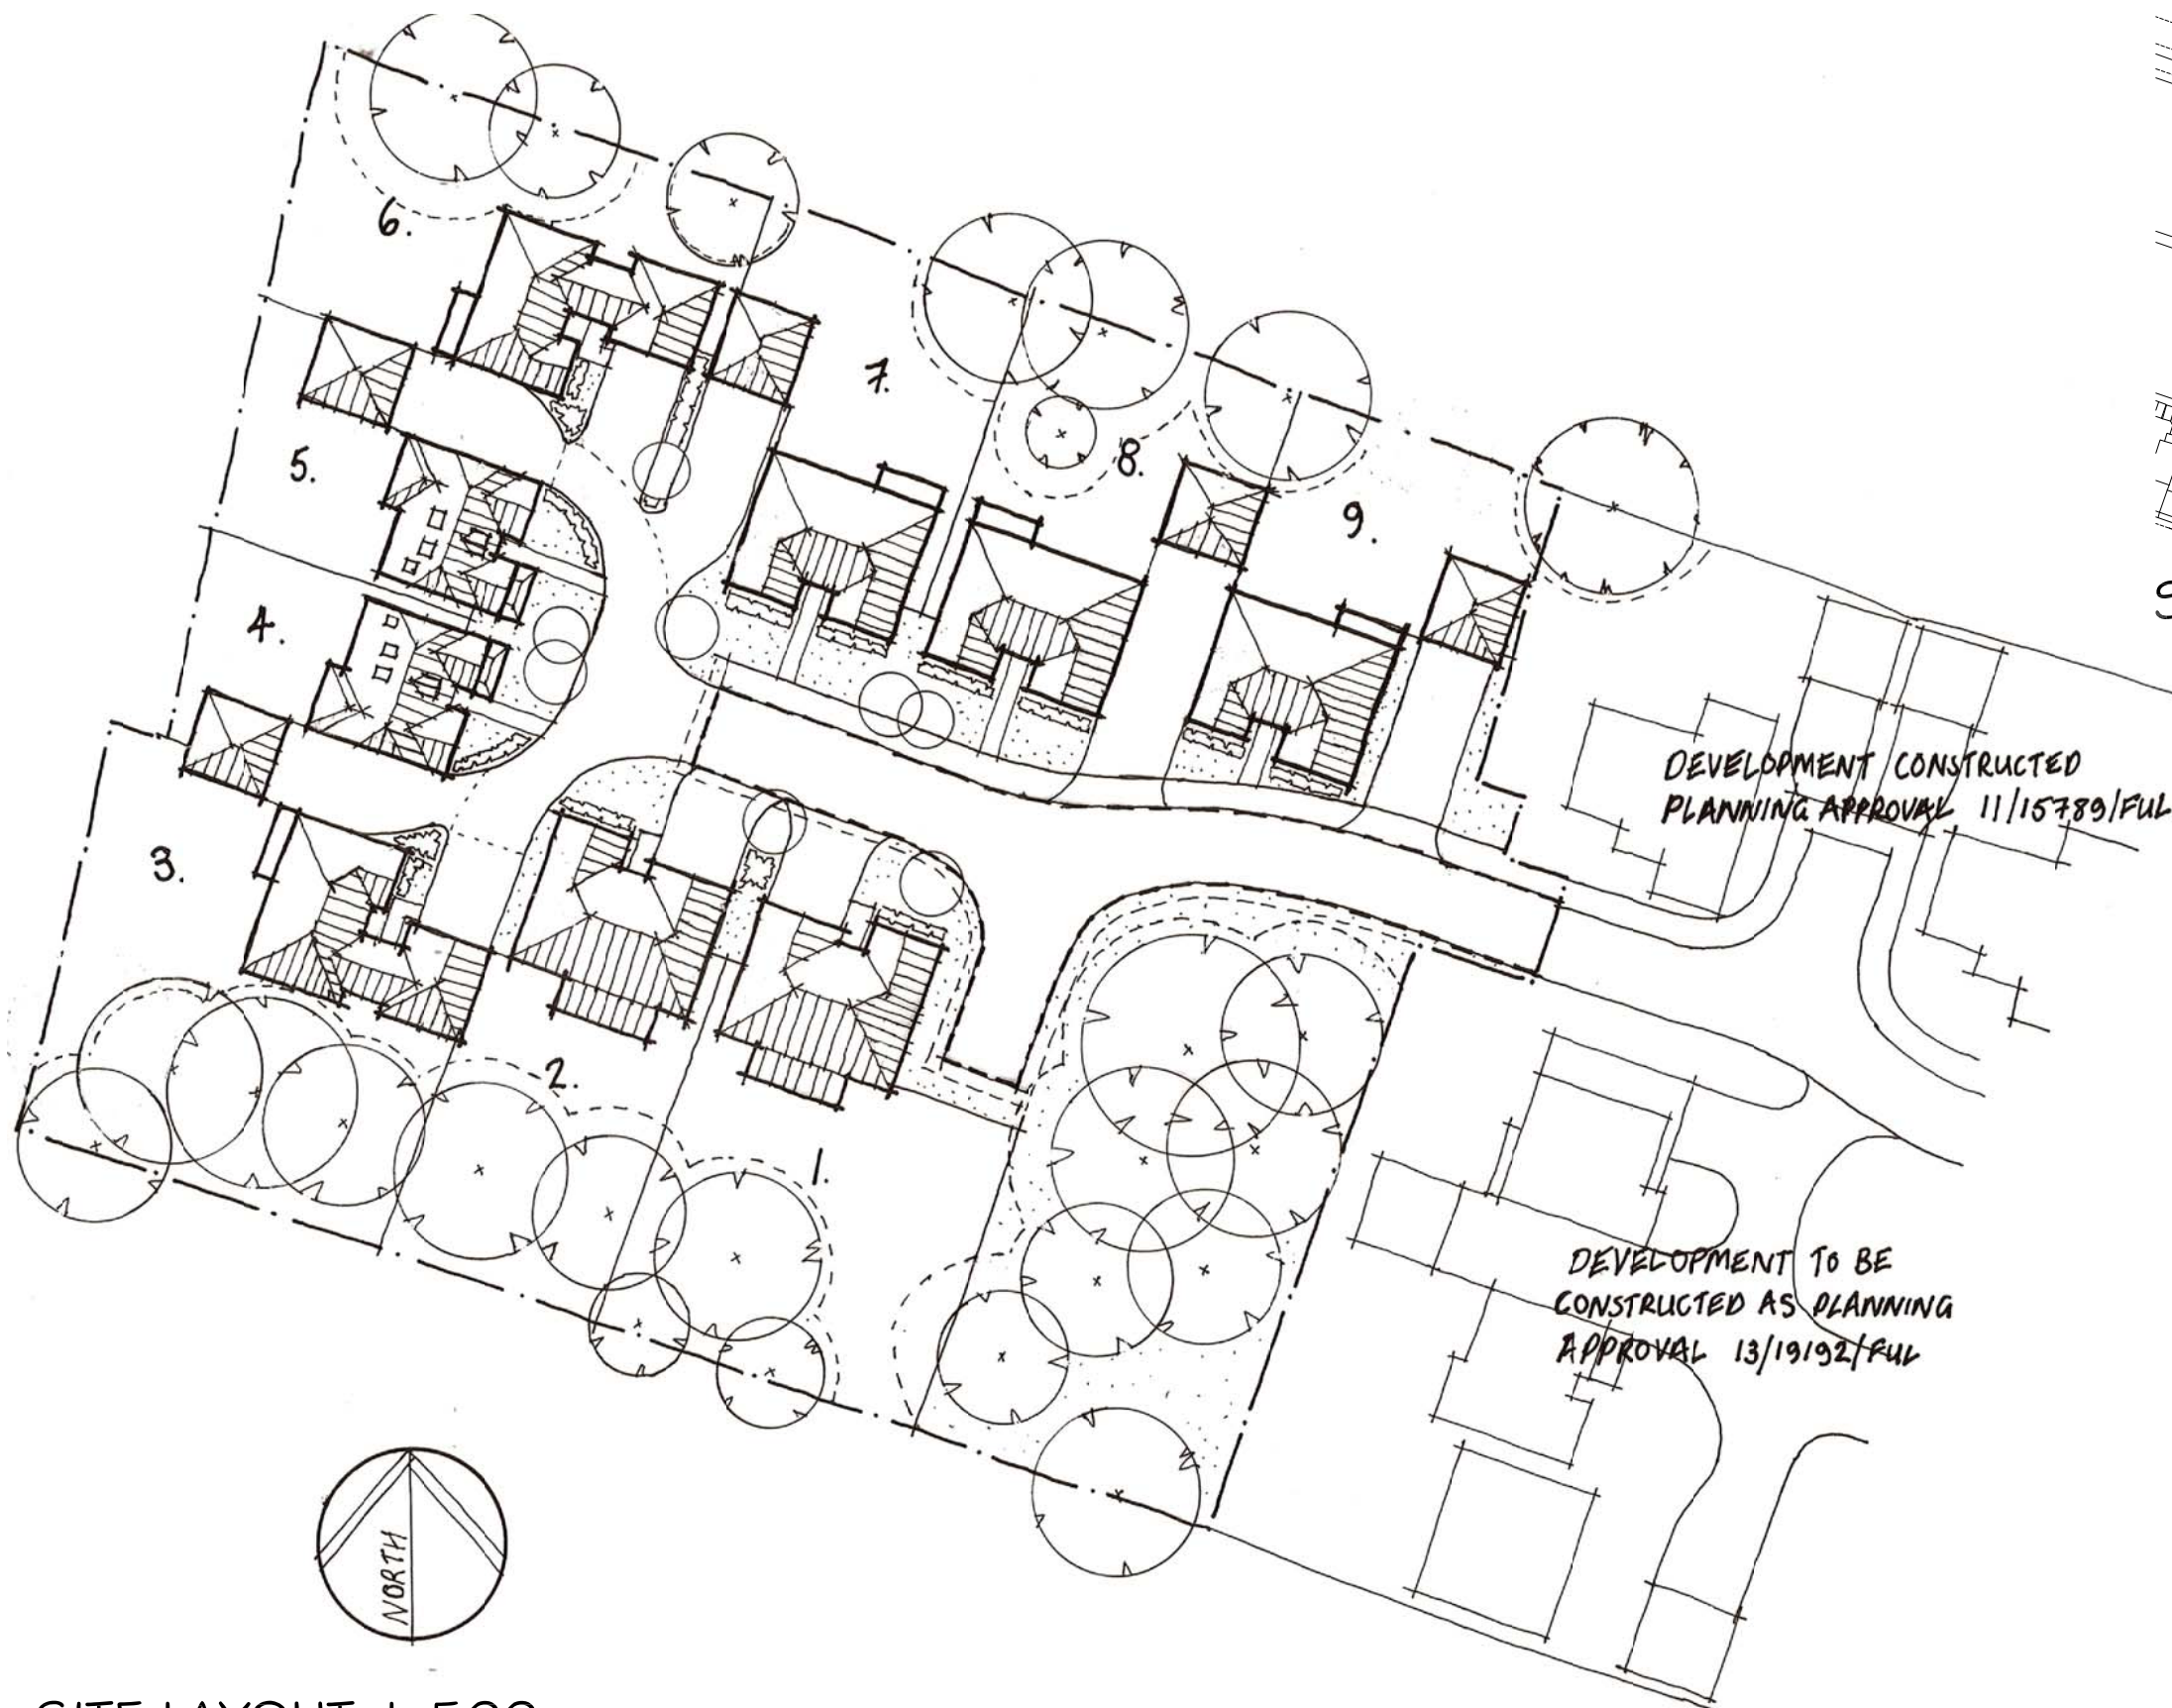 6.
7.
8.
5.
9.
4.
DEVELOPMENT CONSTRUCTED
PLANNING APPROVAL 11/15789/FUL
3.
2.
1.
DEVELOPMENT TO BE
CONSTRUCTED AS PLANNING
APPROVAL 13/19192/FUL
NORTH